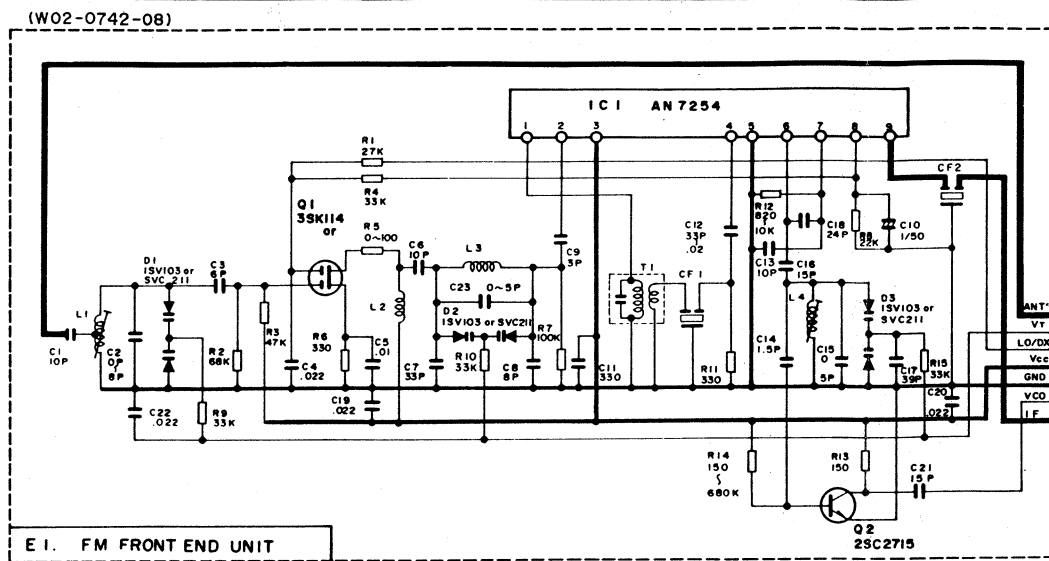 (W02-0742-08)
IC1 AN7254
1 2 3 4 5 6 7 8 9
R1
27K
R4
33K
CF2
Q1
3SK114
or
R5
0~100
C6
10P
L3
C9
3P
C12
33P
~
.02
R12
820
~
10K
C18
24P
R8
22K
C10
1/50
D1
1SV103 or
SVC 211
C3
6P
C23 0~5P
T1
CF1
C13
10P
C16
15P
L1
L2
D2
1SV103 or SVC211
R7
100K
L4
D3
1SV103 or
SVC211
ANT
VT
LO/DX
Vcc
GND
VCO
IF
C1
10P
C2
0P
~
8P
R2
68K
R3
47K
R6
330
C5
.01
C4
.022
C7
33P
R10
33K
C8
8P
C11
330
R11
330
C14
1.5P
C15
0
~
5P
C17
39P
R15
33K
C22
.022
R9
33K
C19
.022
C20
.022
R14
150
~
680K
R13
150
C21
15P
Q2
2SC2715
E1. FM FRONT END UNIT